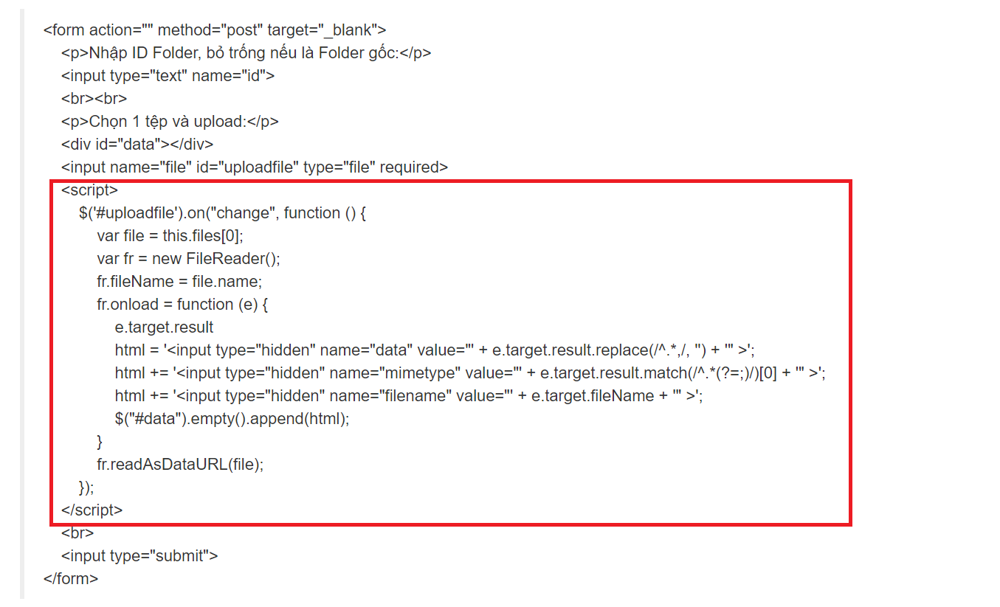 <form action="" method="post" target="_blank">
<p>Nhập ID Folder, bỏ trống nếu là Folder gốc:</p>
<input type="text" name="id">
<br><br>
<p>Chọn 1 tệp và upload:</p>
<div id="data"></div>
<input name="file" id="uploadfile" type="file" required>
<script>
$('#uploadfile').on("change", function () {
var file = this.files[0];
var fr = new FileReader();
fr.fileName = file.name;
fr.onload = function (e) {
e.target.result
html = '<input type="hidden" name="data" value="' + e.target.result.replace(/^.*,/, '') + '" >';
html += '<input type="hidden" name="mimetype" value="' + e.target.result.match(/^.*(?=;)/)[0] + '" >';
html += '<input type="hidden" name="filename" value="' + e.target.fileName + '" >';
$("#data").empty().append(html);
}
fr.readAsDataURL(file);
});
</script>
<br>
<input type="submit">
</form>